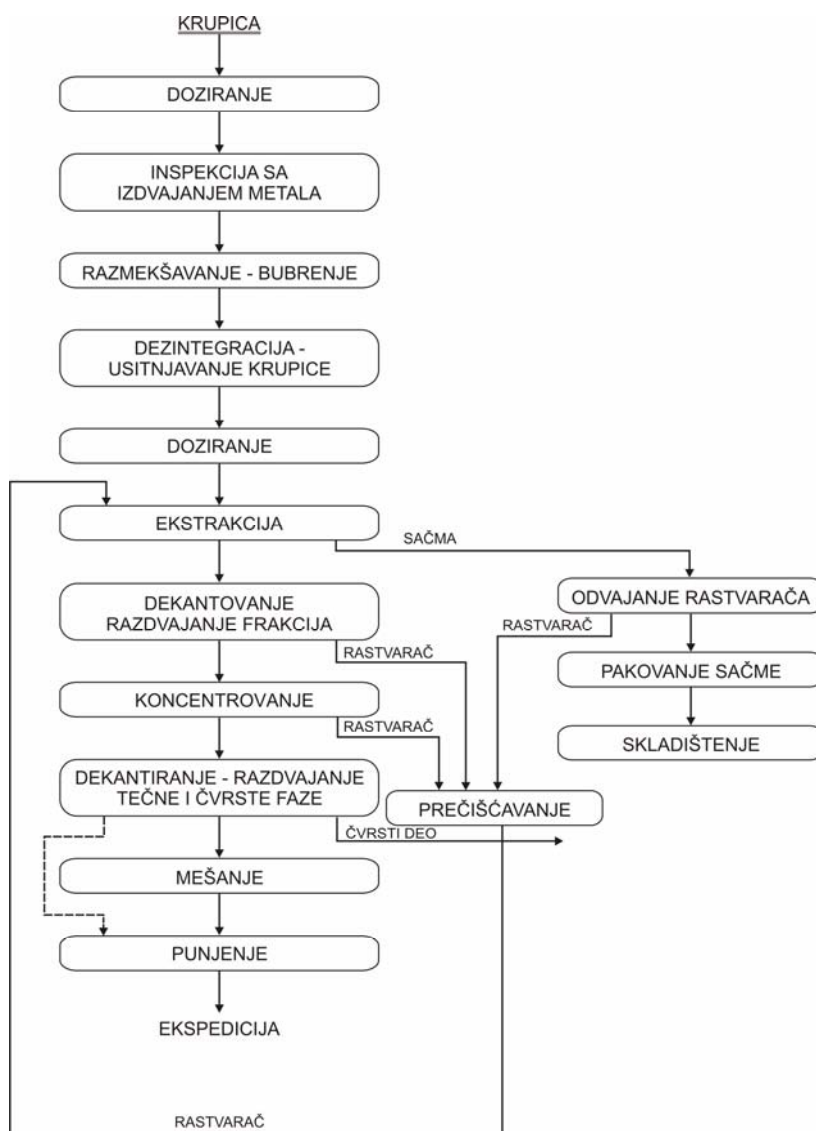 KRUPICA
DOZIRANJE
INSPEKCIJA SA
IZDVAJANJEM METALA
RAZMEKŠAVANJE - BUBRENJE
DEZINTEGRACIJA -
USITNJAVANJE KRUPICE
DOZIRANJE
EKSTRAKCIJA
SAČMA
DEKANTOVANJE
RAZDVAJANJE FRAKCIJA
ODVAJANJE RASTVARAČA
RASTVARAČ
RASTVARAČ
PAKOVANJE SAČME
KONCENTROVANJE
RASTVARAČ
SKLADIŠTENJE
DEKANTIRANJE - RAZDVAJANJE
TEČNE I ČVRSTE FAZE
PREČIŠĆAVANJE
ČVRSTI DEO
MEŠANJE
PUNJENJE
EKSPEDICIJA
RASTVARAČ